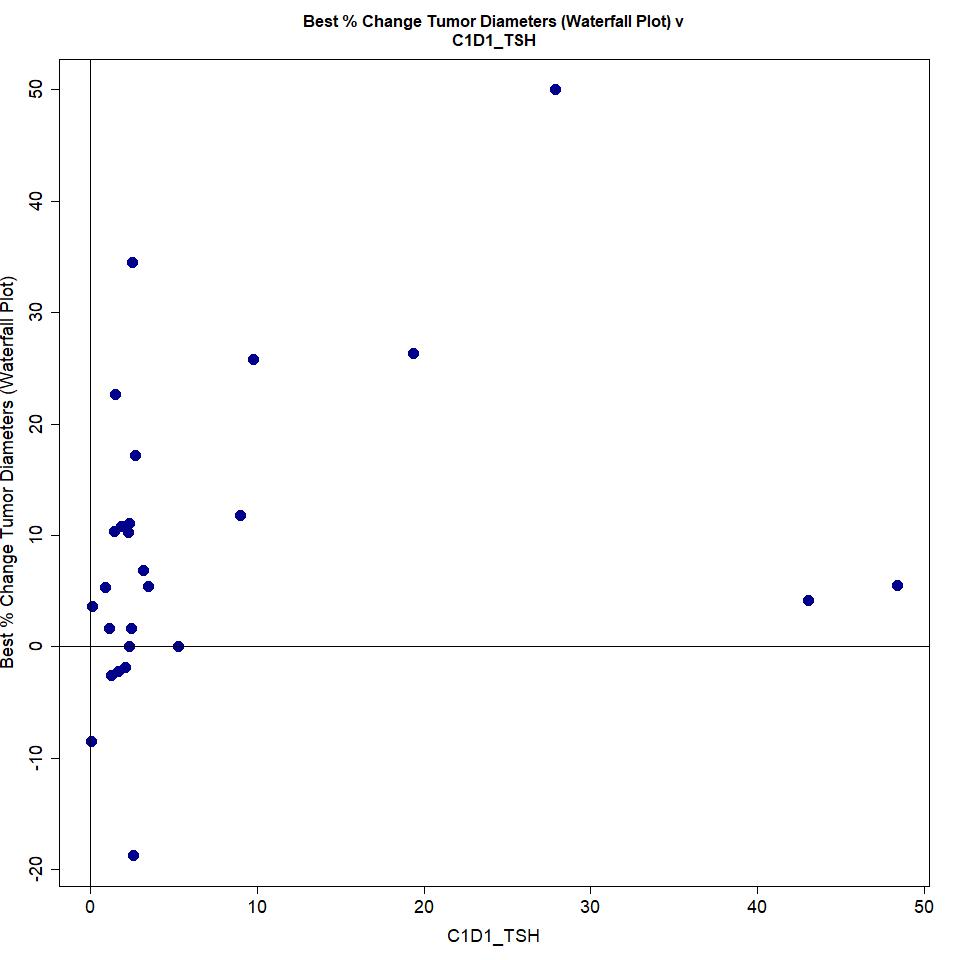 Best % Change Tumor Diameters (Waterfall Plot) v
C1D1_TSH
Best % Change Tumor Diameters (Waterfall Plot)
50
40
30
20
10
0
-10
-20
0 10 20 30 40 50
C1D1_TSH